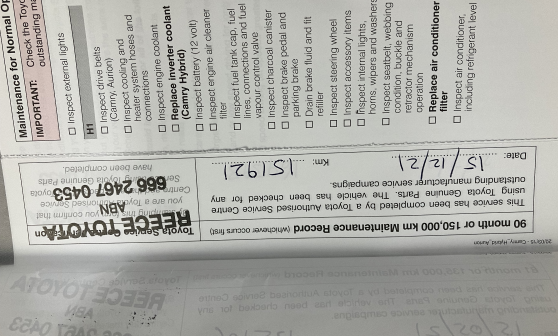 Maintenance for Normal Op
IMPORTANT: Check the Toyo
outstanding ma
□ Inspect external lights
H1
□ Inspect drive belts
(Camry, Aurion)
□ Inspect cooling and
heater system hoses and
connections
□ Inspect engine coolant
□ Replace inverter coolant
(Camry Hybrid)
□ Inspect battery (12 volt)
□ Inspect engine air cleaner
filter
□ Inspect fuel tank cap, fuel
lines, connections and fuel
vapour control valve
□ Inspect charcoal canister
□ Inspect brake pedal and
parking brake
□ Drain brake fluid and fit
refiller
□ Inspect steering wheel
□ Inspect accessory items
□ Inspect internal lights,
horns, wipers and washers
□ Inspect seatbelt, webbing
condition, buckle and
retractor mechanism
operation
□ Replace air conditioner
filter
□ Inspect air conditioner,
including refrigerant level
90 month or 150,000 km Maintenance Record (whichever occurs first)
This service has been completed by a Toyota Authorised Service Centre
using Toyota Genuine Parts. The vehicle has been checked for any
outstanding manufacturer service campaigns.
Date: 15/12/21
Km: 151921
Toyota Service
REECE TOYOTA
ABN
666 2467 0453
you confirm that
you are a Toyota Authorised Service
Toyota Genuine Parts
have been completed.
Camry, Hybrid, Aurion